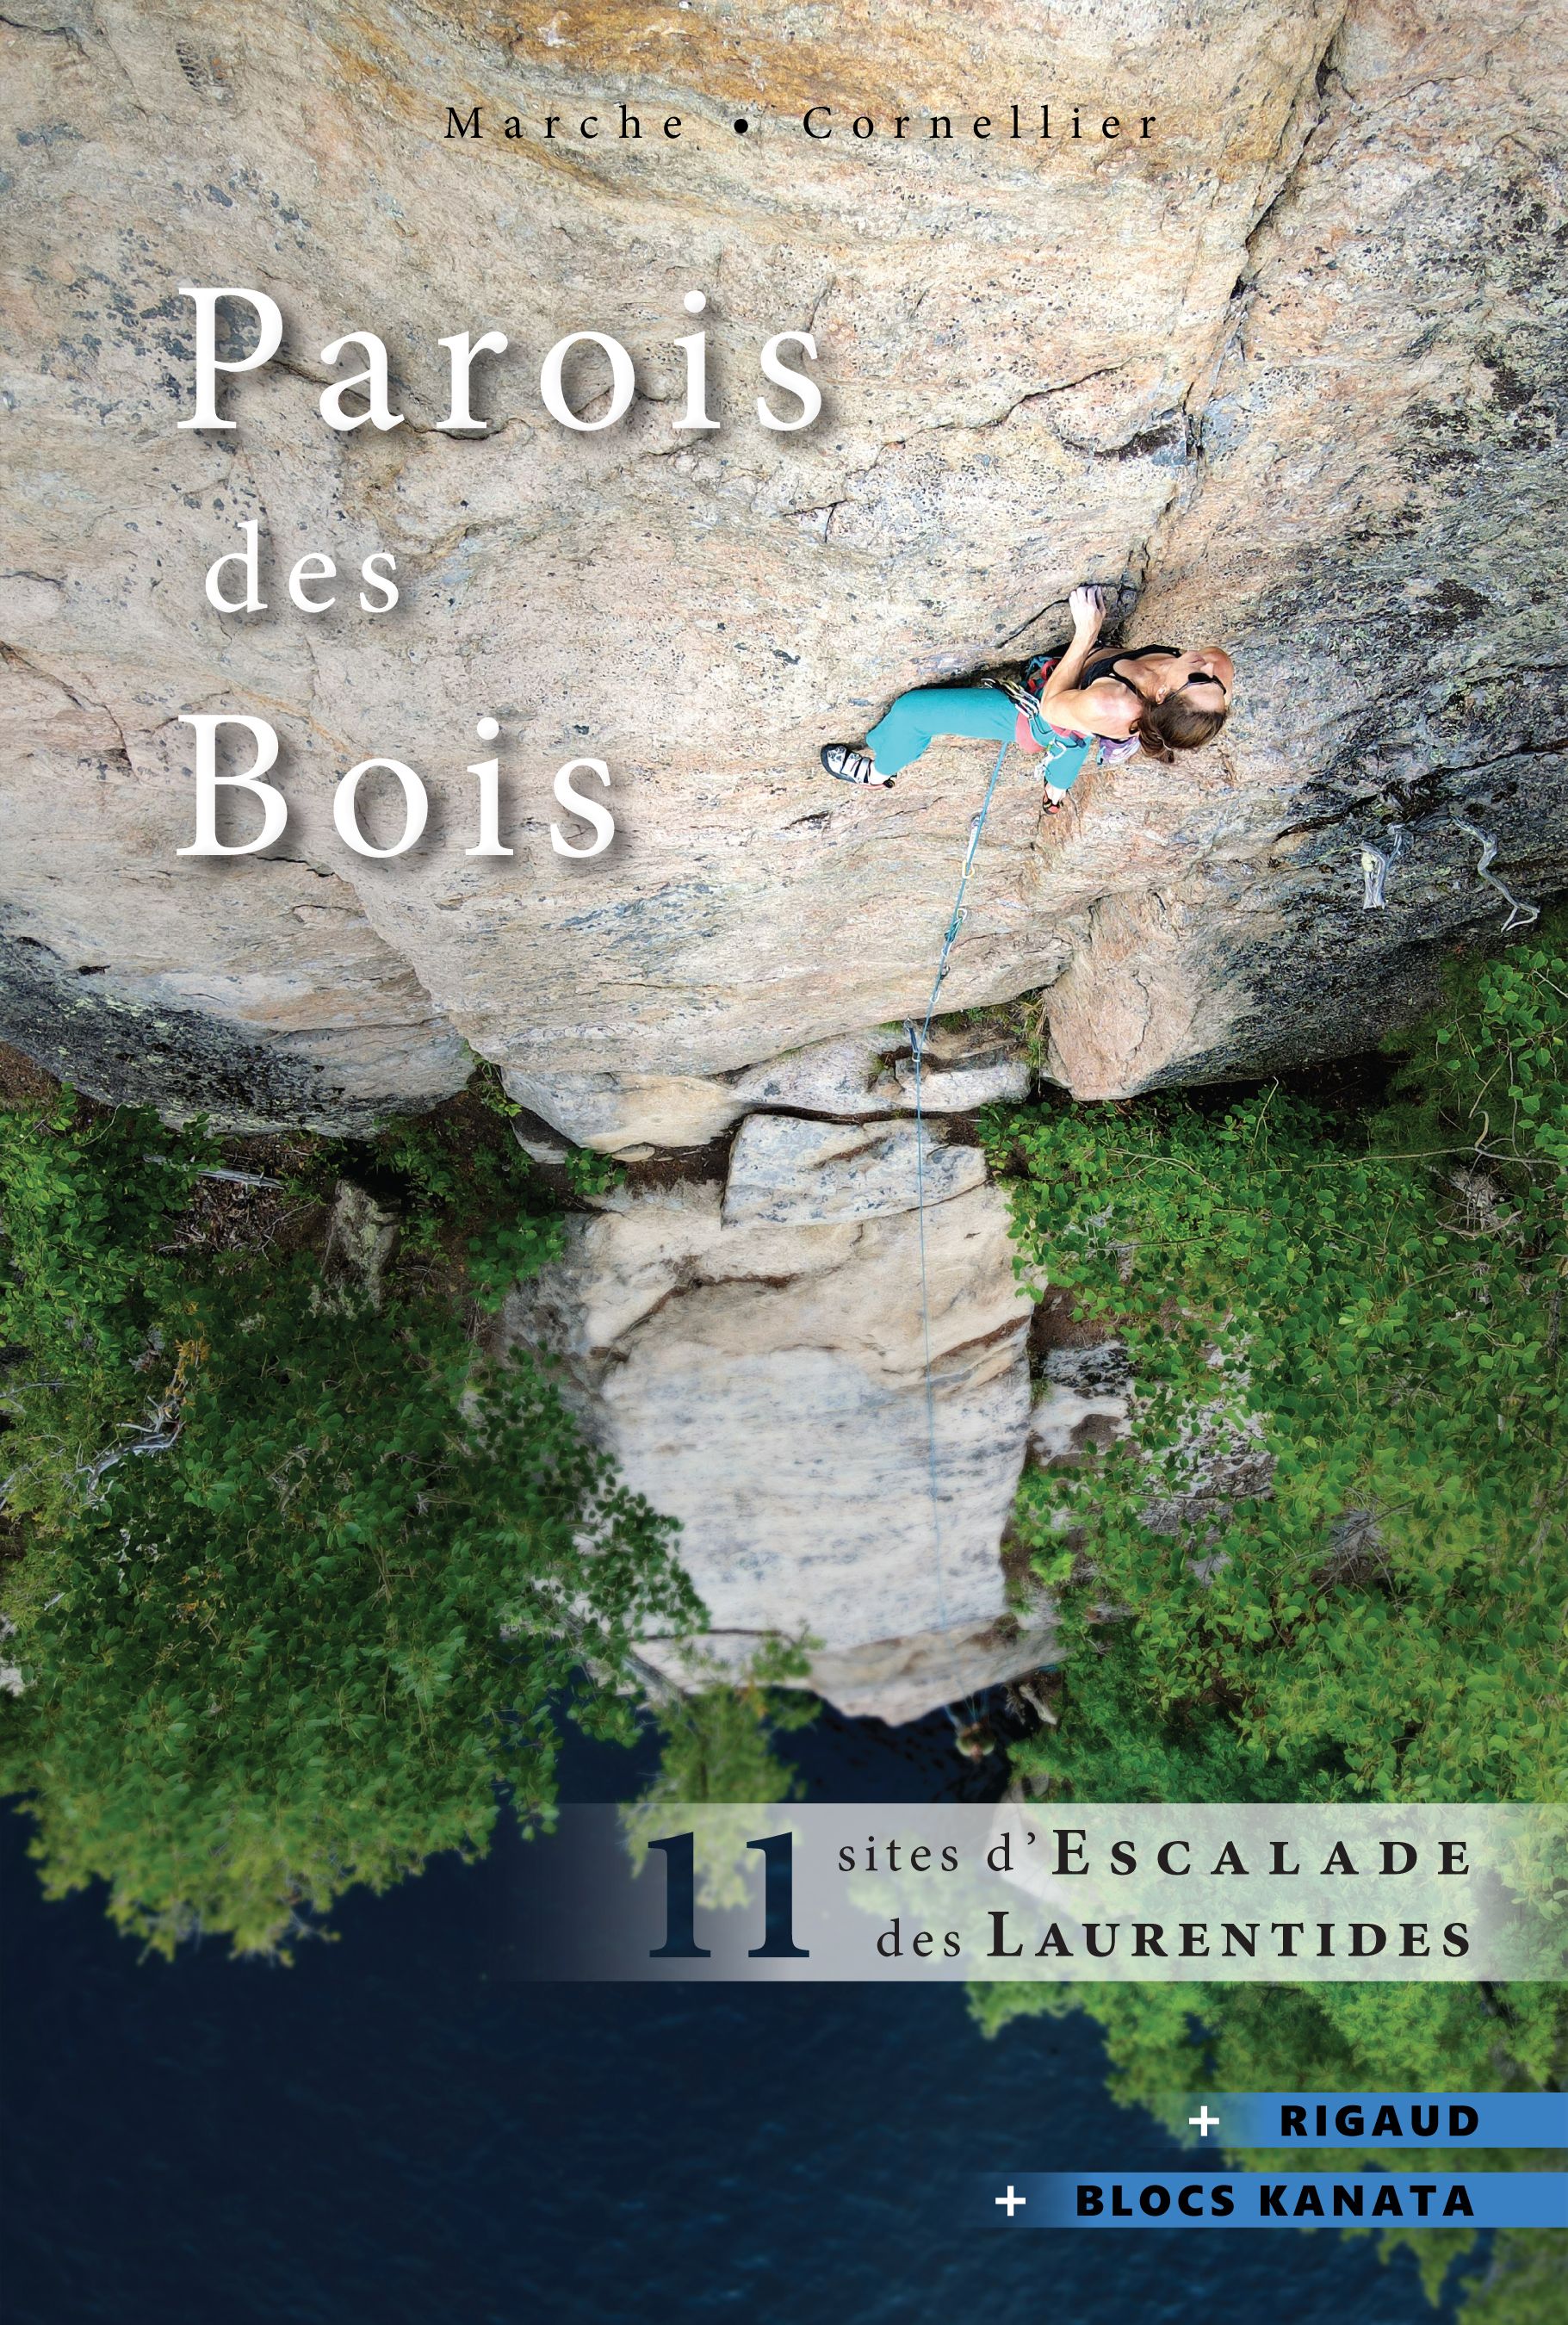 Marche • Cornellier
Parois
des
Bois
11 sites d'Escalade
des Laurentides
+ RIGAUD
+ BLOCS KANATA